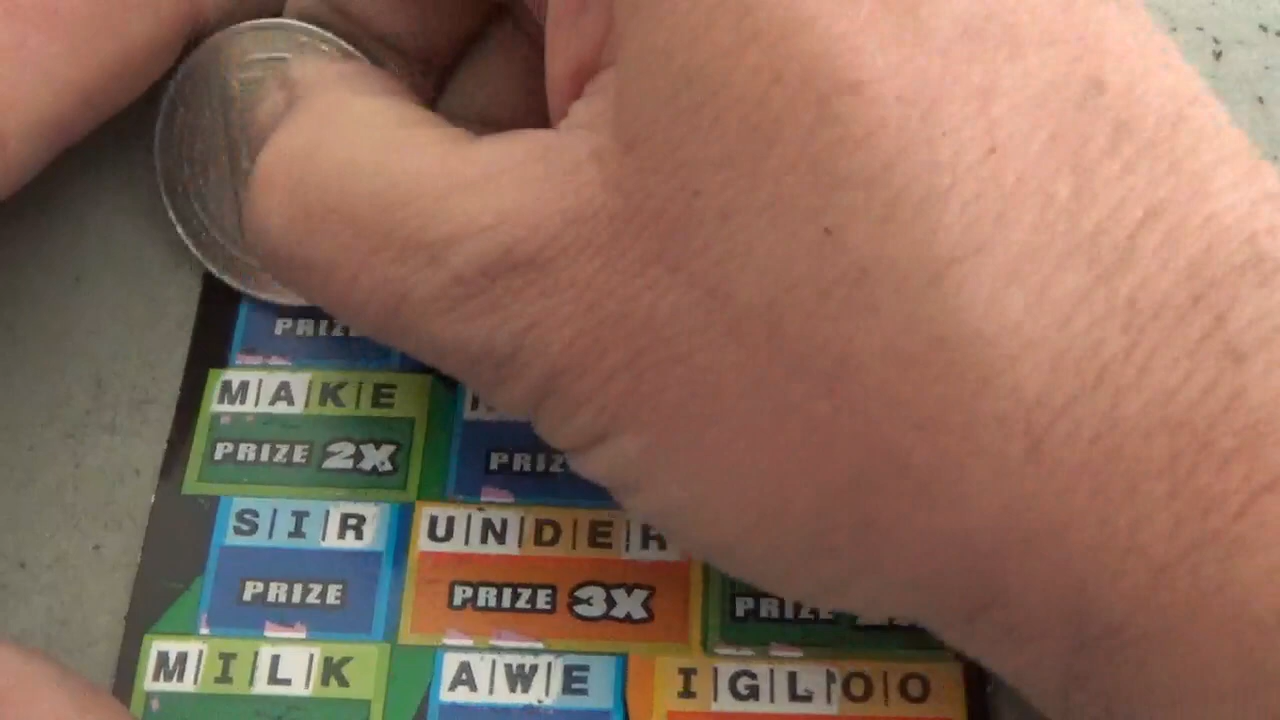 PRIZE
MAKE
PRIZE 2X
SIR UNDER
PRIZE PRIZE 3X PRIZE
MILK AWE IGLOO